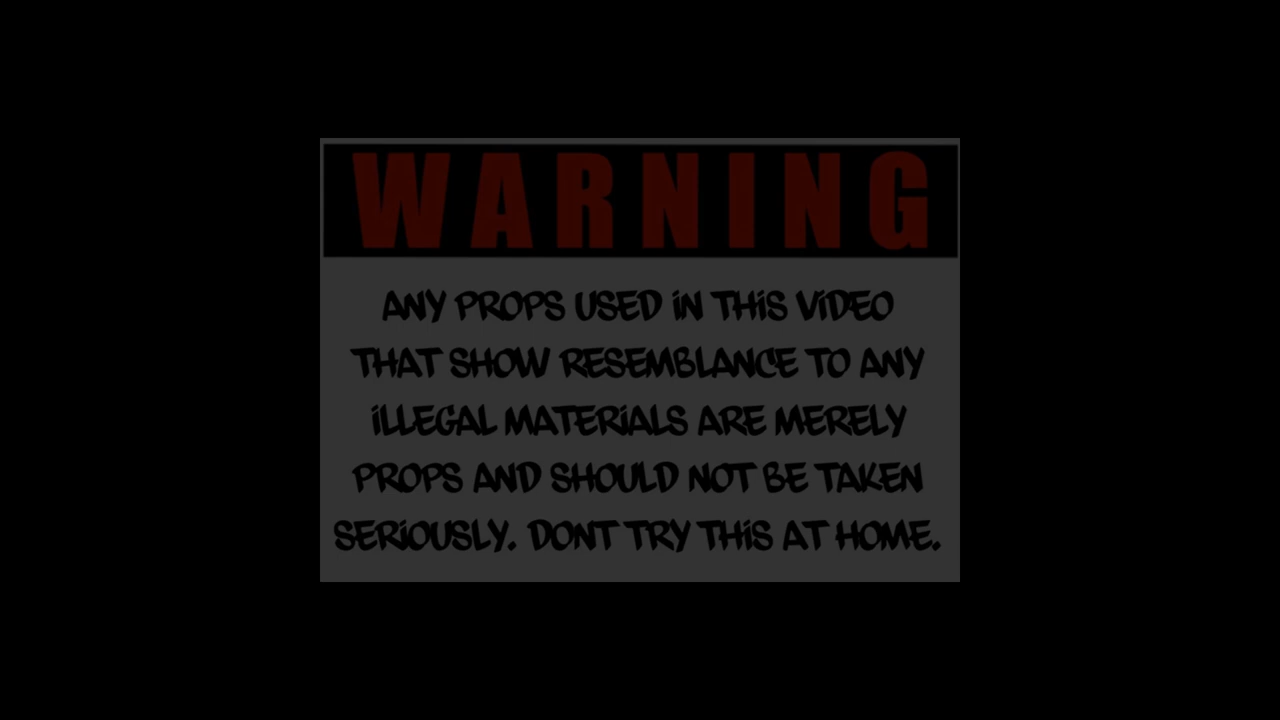 WARNING
ANY PROPS USED iN THiS ViDEO
THAT SHOW RESEMBLANCE TO ANY
iLLEGAL MATERiALS ARE MERELY
PROPS AND SHOULD NOT BE TAKEN
SERiOUSLY. DONT TRY THiS AT HOME.